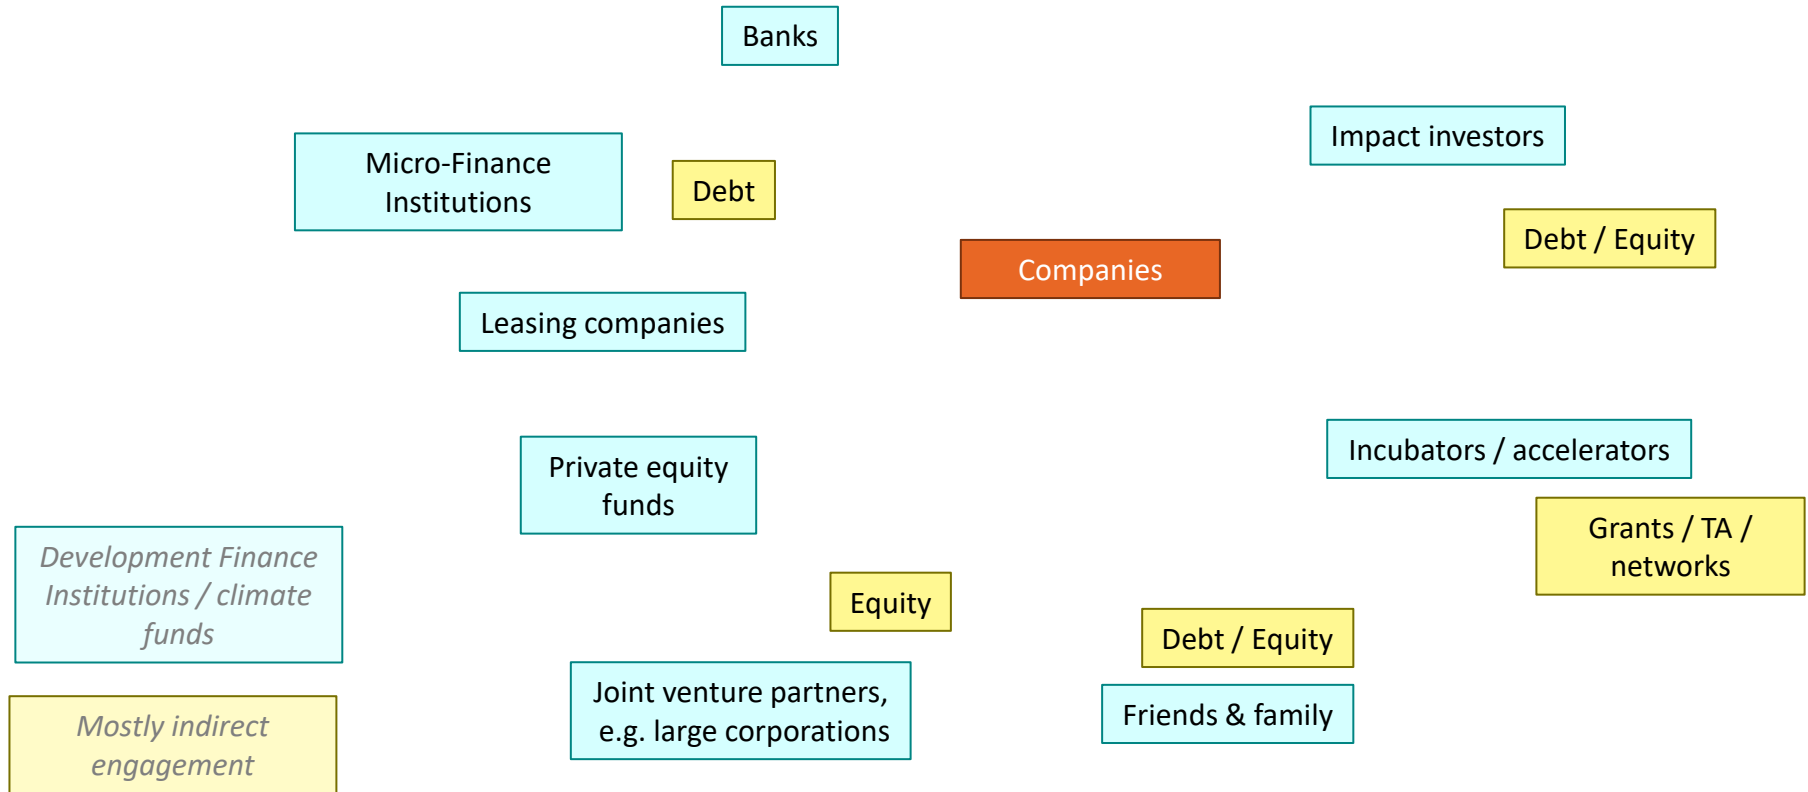 Banks
Impact investors
Micro-Finance
Institutions
Debt
Debt / Equity
Companies
Leasing companies
Incubators / accelerators
Private equity
funds
Grants / TA /
networks
Development Finance
Institutions / climate
funds
Equity
Debt / Equity
Joint venture partners,
e.g. large corporations
Friends & family
Mostly indirect
engagement